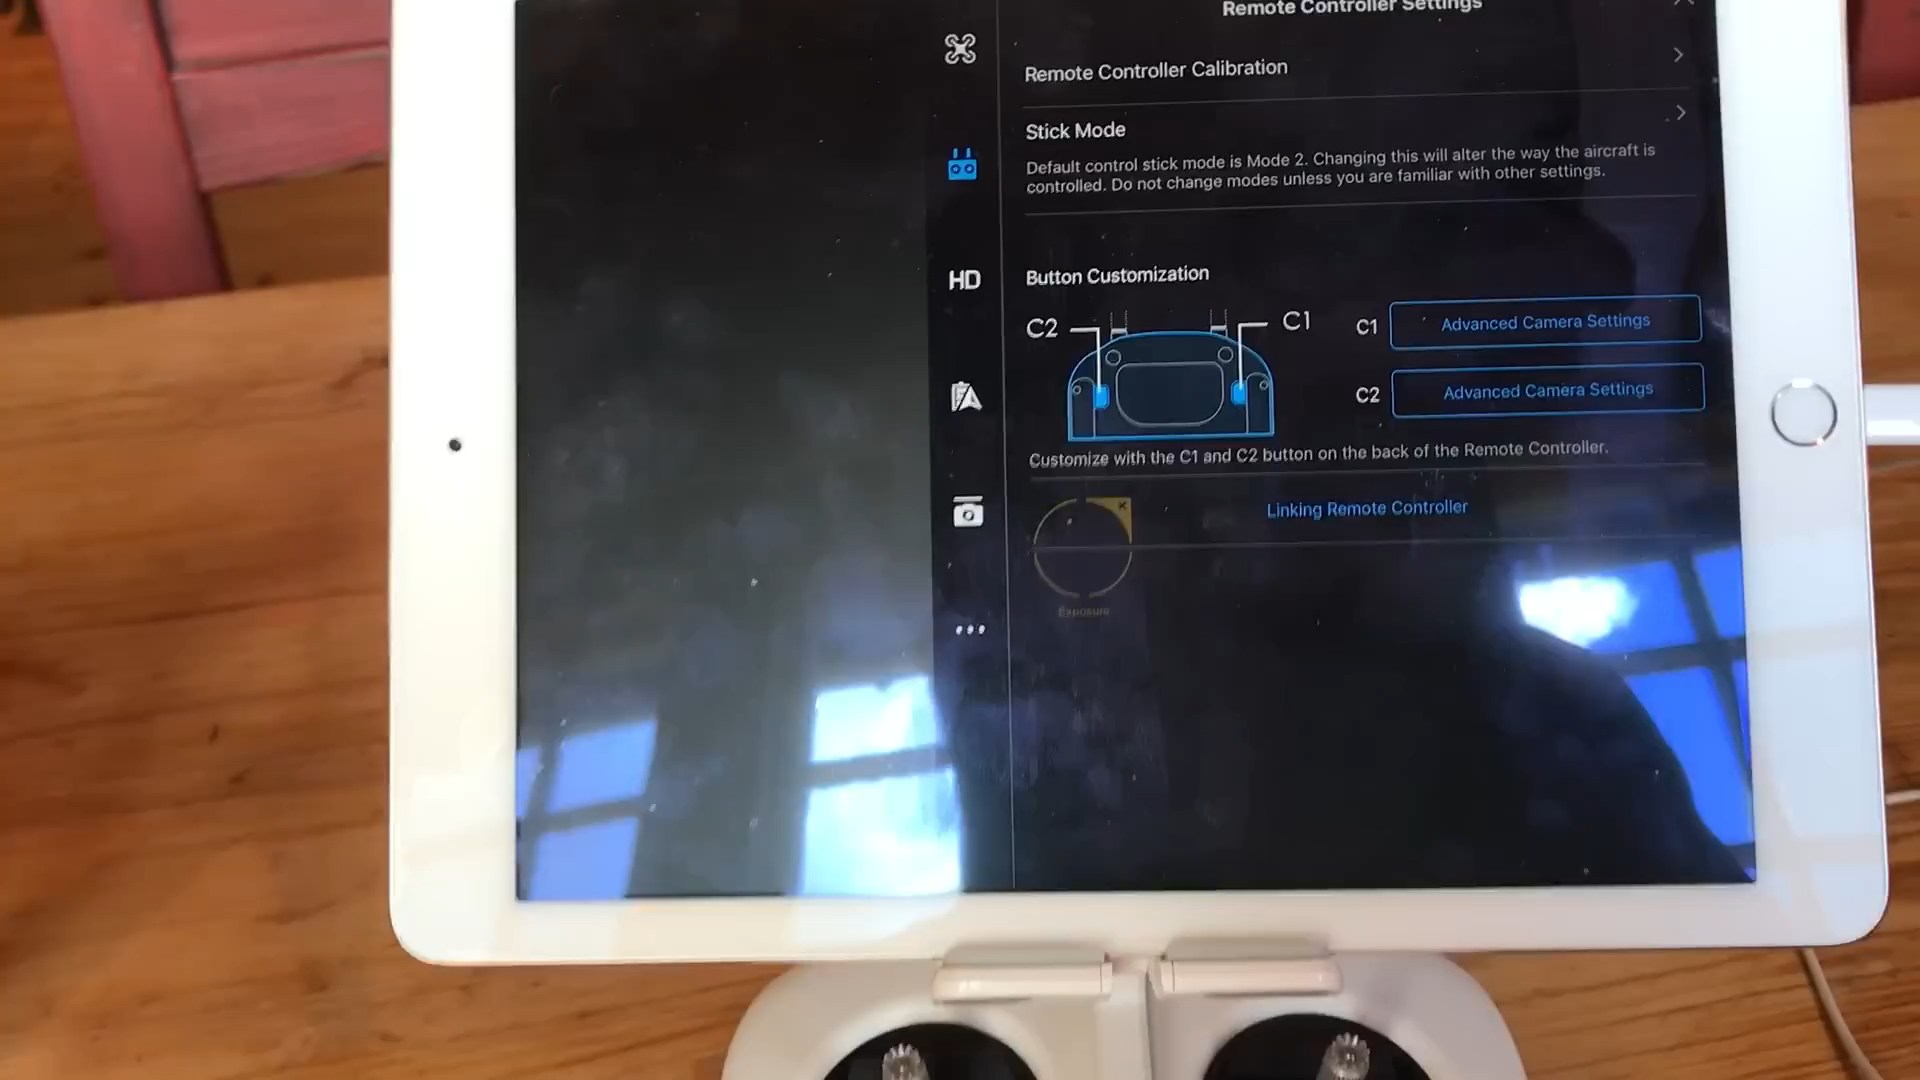 Remote Controller Settings
Remote Controller Calibration
Stick Mode
Default control stick mode is Mode 2. Changing this will alter the way the aircraft is
controlled. Do not change modes unless you are familiar with other settings.
HD
Button Customization
C2
C1
C1 Advanced Camera Settings
C2 Advanced Camera Settings
Customize with the C1 and C2 button on the back of the Remote Controller.
Linking Remote Controller
Exposure